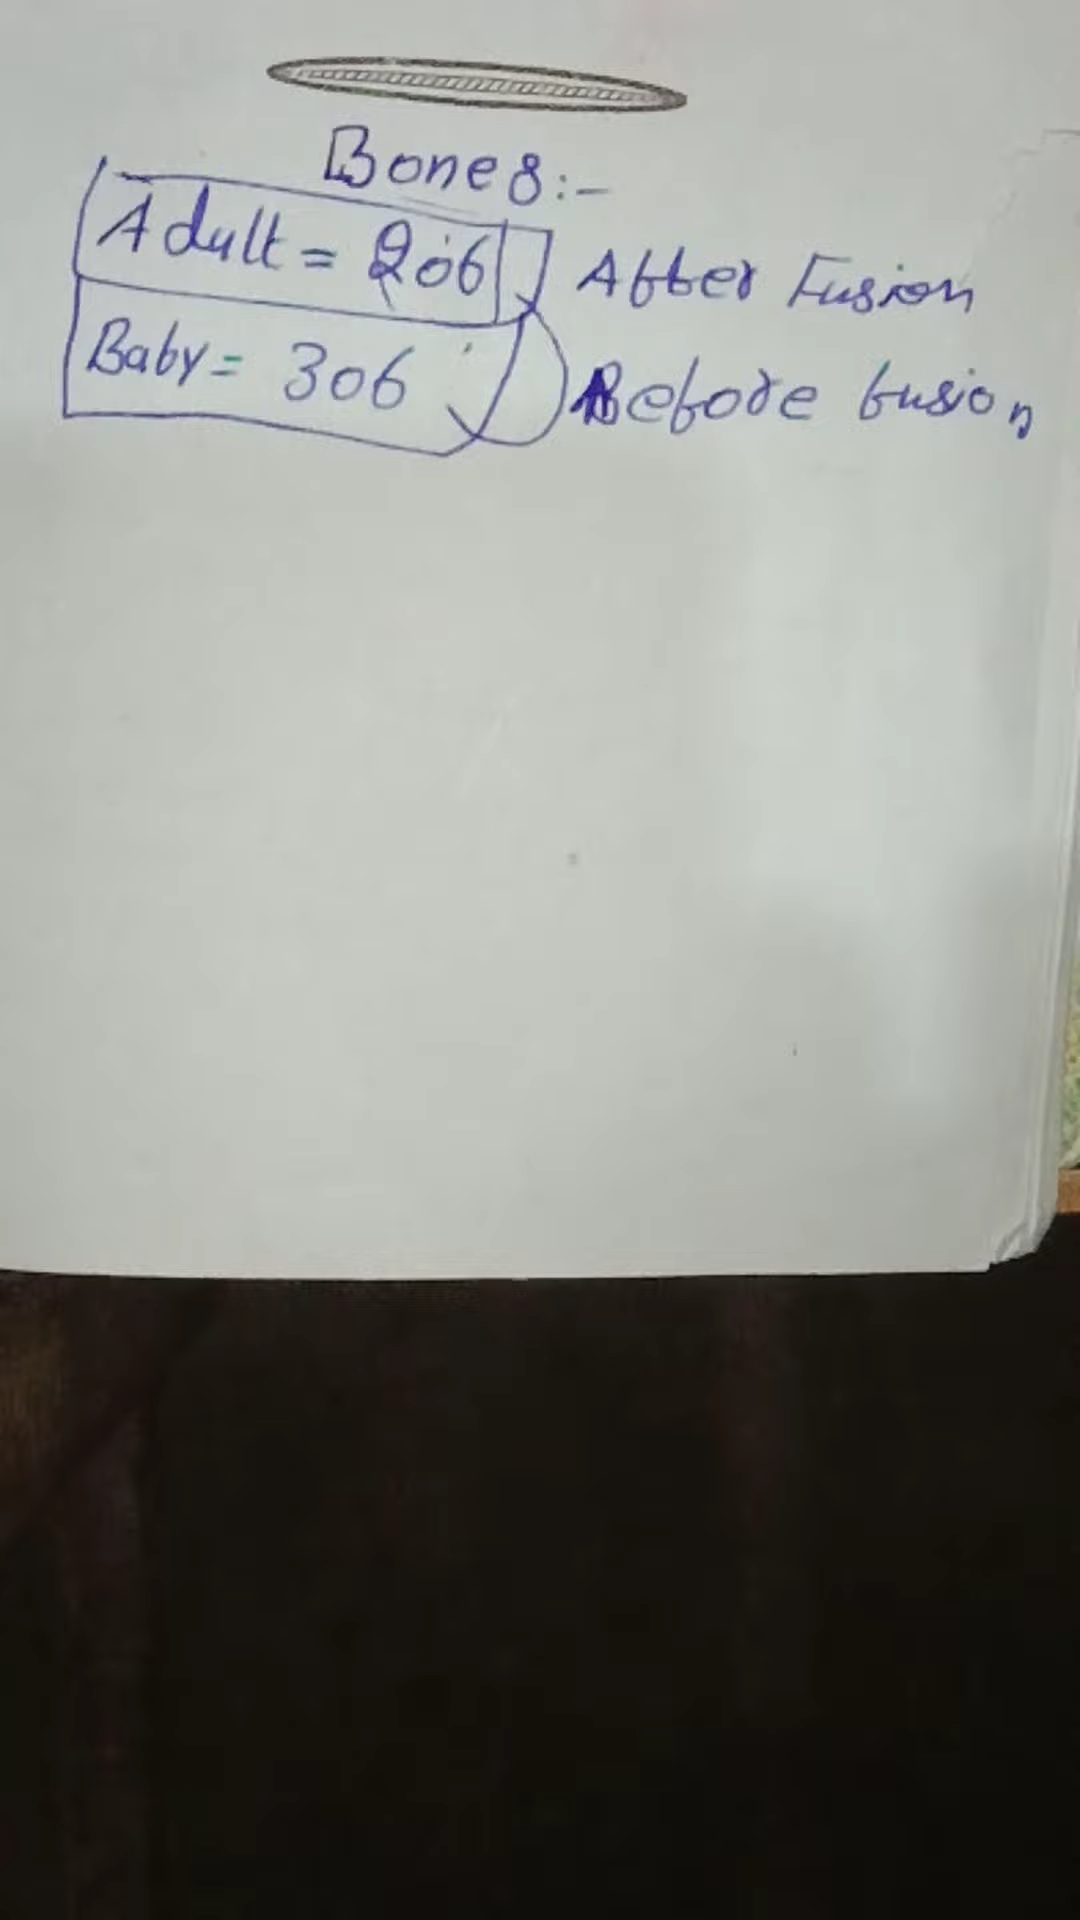 Bones:-
Adult = 206 After Fusion
Baby = 306 Before fusion